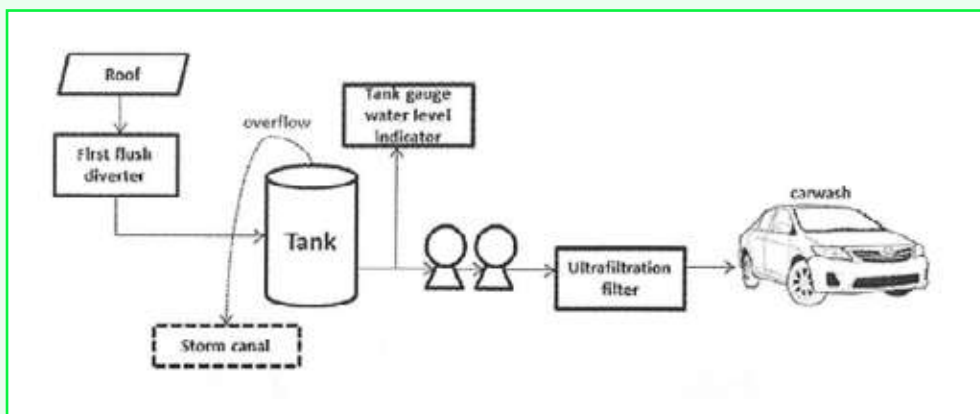 Roof
First flush
diverter
overflow
Tank gauge
water level
indicator
Tank
Storm canal
Ultrafiltration
filter
carwash